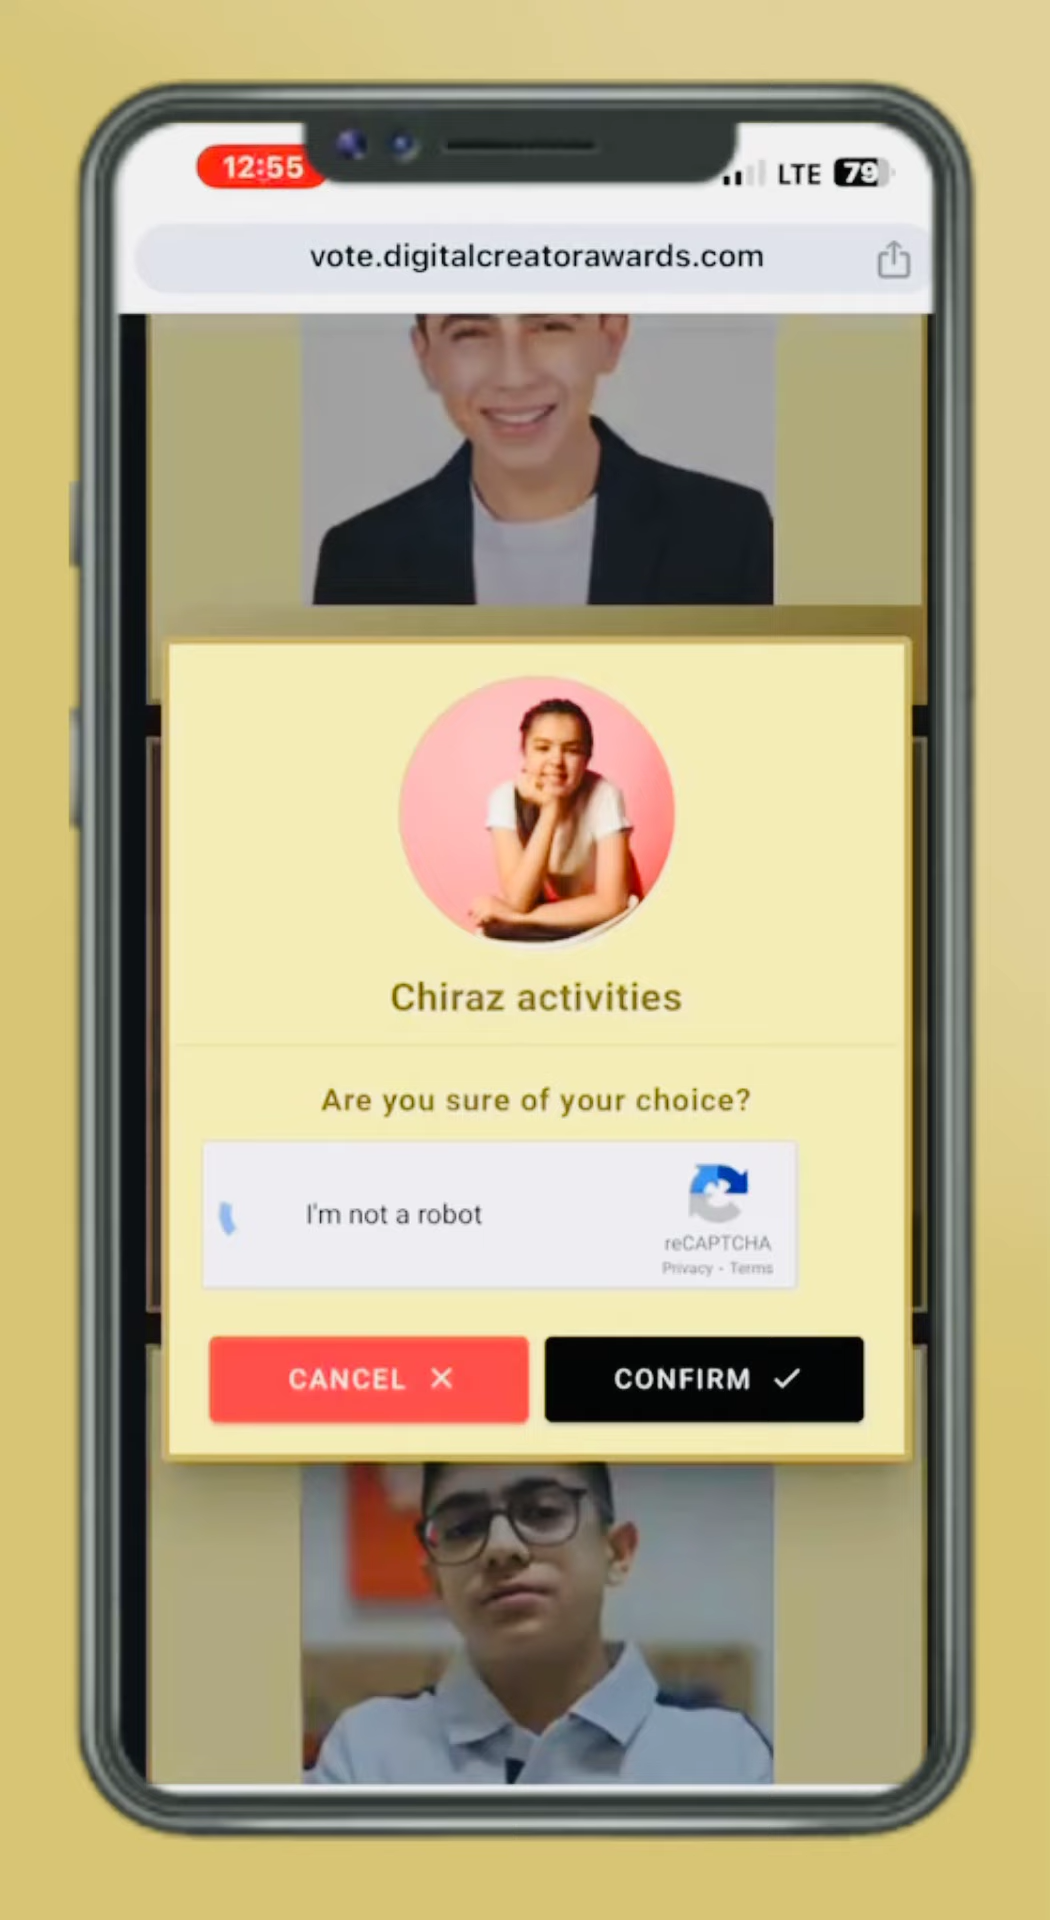 12:55
LTE 79
vote.digitalcreatorawards.com
Chiraz activities
Are you sure of your choice?
I'm not a robot
reCAPTCHA
Privacy - Terms
CANCEL
CONFIRM